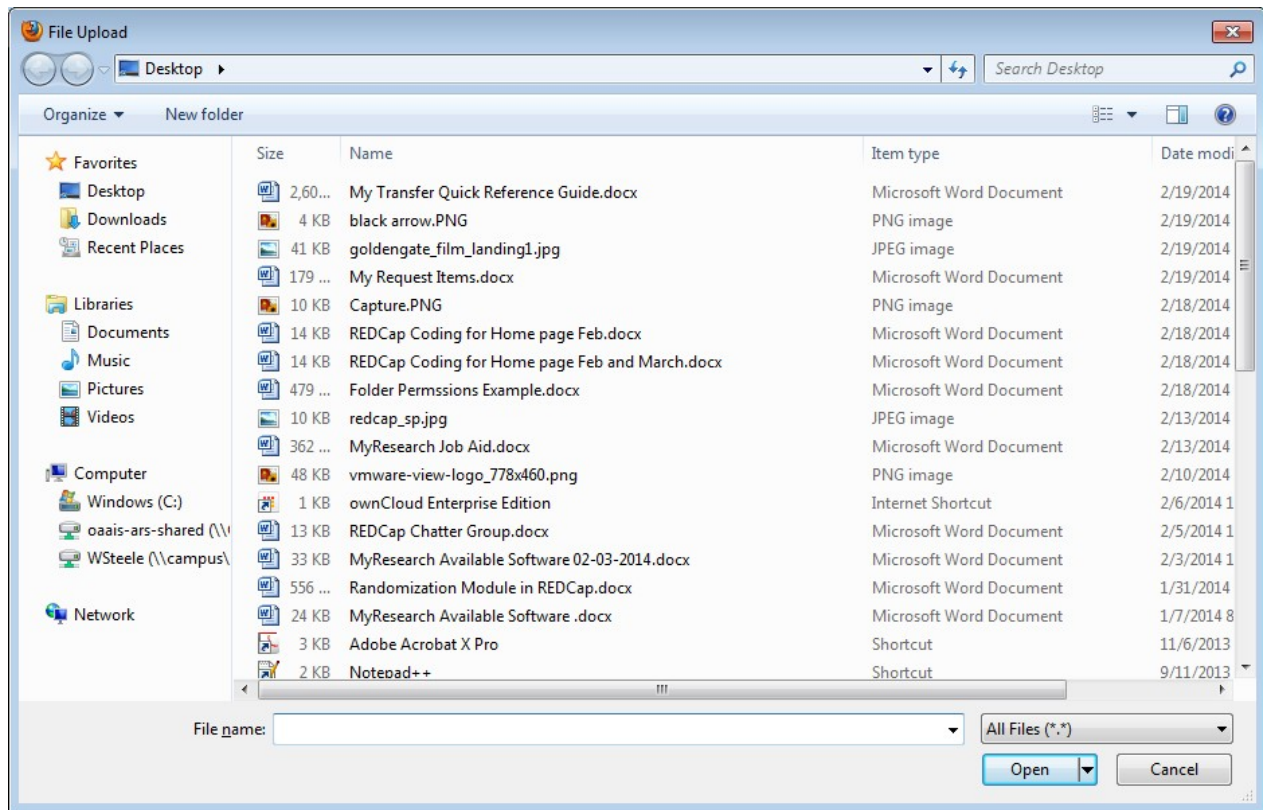 File Upload
Desktop
Search Desktop
Organize New folder
Favorites
Desktop
Downloads
Recent Places
Libraries
Documents
Music
Pictures
Videos
Computer
Windows (C:)
oaais-ars-shared (\\
WSteele (\\campus\
Network
Size Name Item type Date modi
2,60... My Transfer Quick Reference Guide.docx Microsoft Word Document 2/19/2014
4 KB black arrow.PNG PNG image 2/19/2014
41 KB goldengate_film_landing1.jpg JPEG image 2/19/2014
179 ... My Request Items.docx Microsoft Word Document 2/19/2014
10 KB Capture.PNG PNG image 2/18/2014
14 KB REDCap Coding for Home page Feb.docx Microsoft Word Document 2/18/2014
14 KB REDCap Coding for Home page Feb and March.docx Microsoft Word Document 2/18/2014
479 ... Folder Permssions Example.docx Microsoft Word Document 2/18/2014
10 KB redcap_sp.jpg JPEG image 2/13/2014
362 ... MyResearch Job Aid.docx Microsoft Word Document 2/13/2014
48 KB vmware-view-logo_778x460.png PNG image 2/10/2014
1 KB ownCloud Enterprise Edition Internet Shortcut 2/6/2014 1
13 KB REDCap Chatter Group.docx Microsoft Word Document 2/5/2014 1
33 KB MyResearch Available Software 02-03-2014.docx Microsoft Word Document 2/3/2014 1
556 ... Randomization Module in REDCap.docx Microsoft Word Document 1/31/2014
24 KB MyResearch Available Software .docx Microsoft Word Document 1/7/2014 8
3 KB Adobe Acrobat X Pro Shortcut 11/6/2013
2 KB Notepad++ Shortcut 9/11/2013
File name: All Files (*.*)
Open Cancel